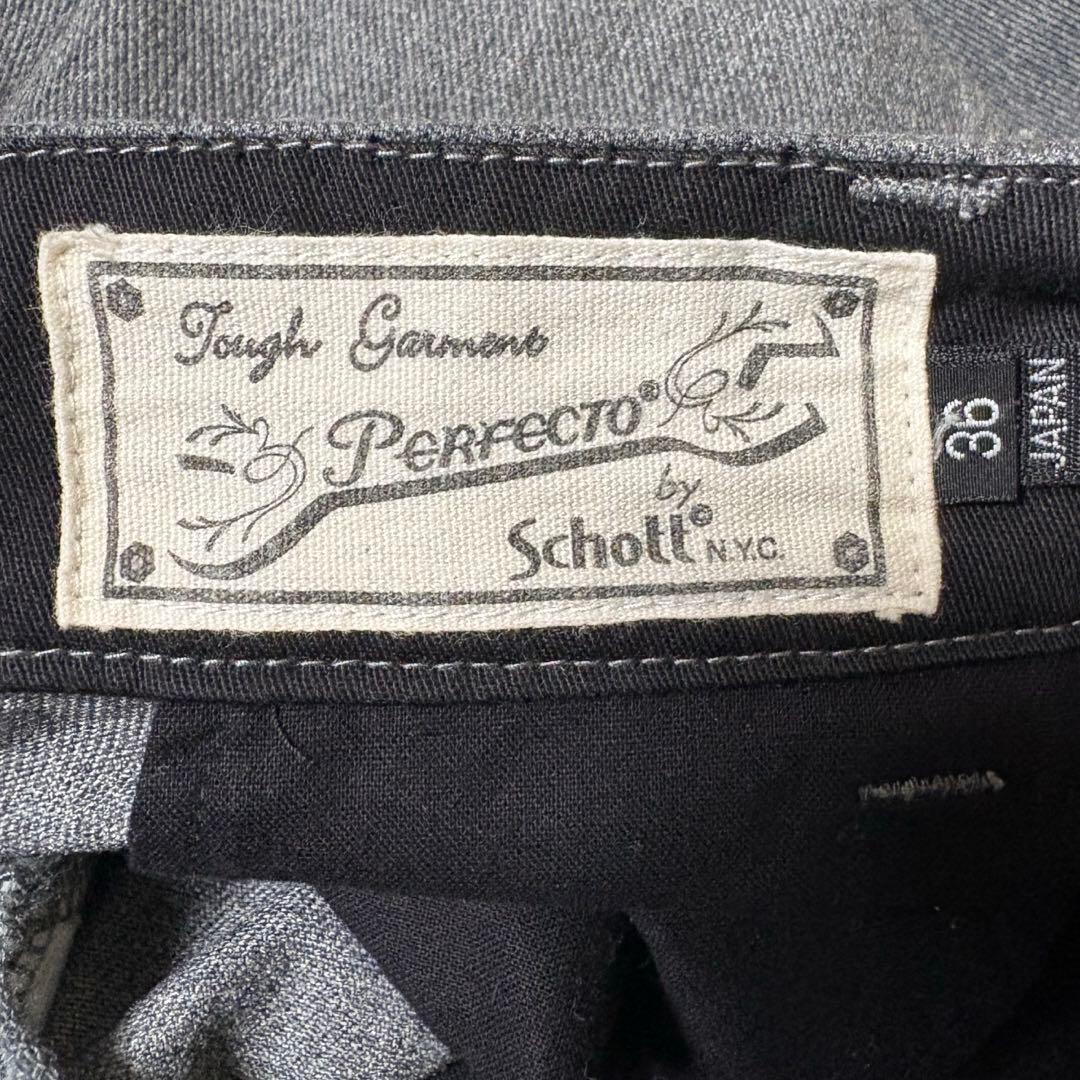 Tough Garment
PERFECTO®
by
Schott© N.Y.C.
36
JAPAN